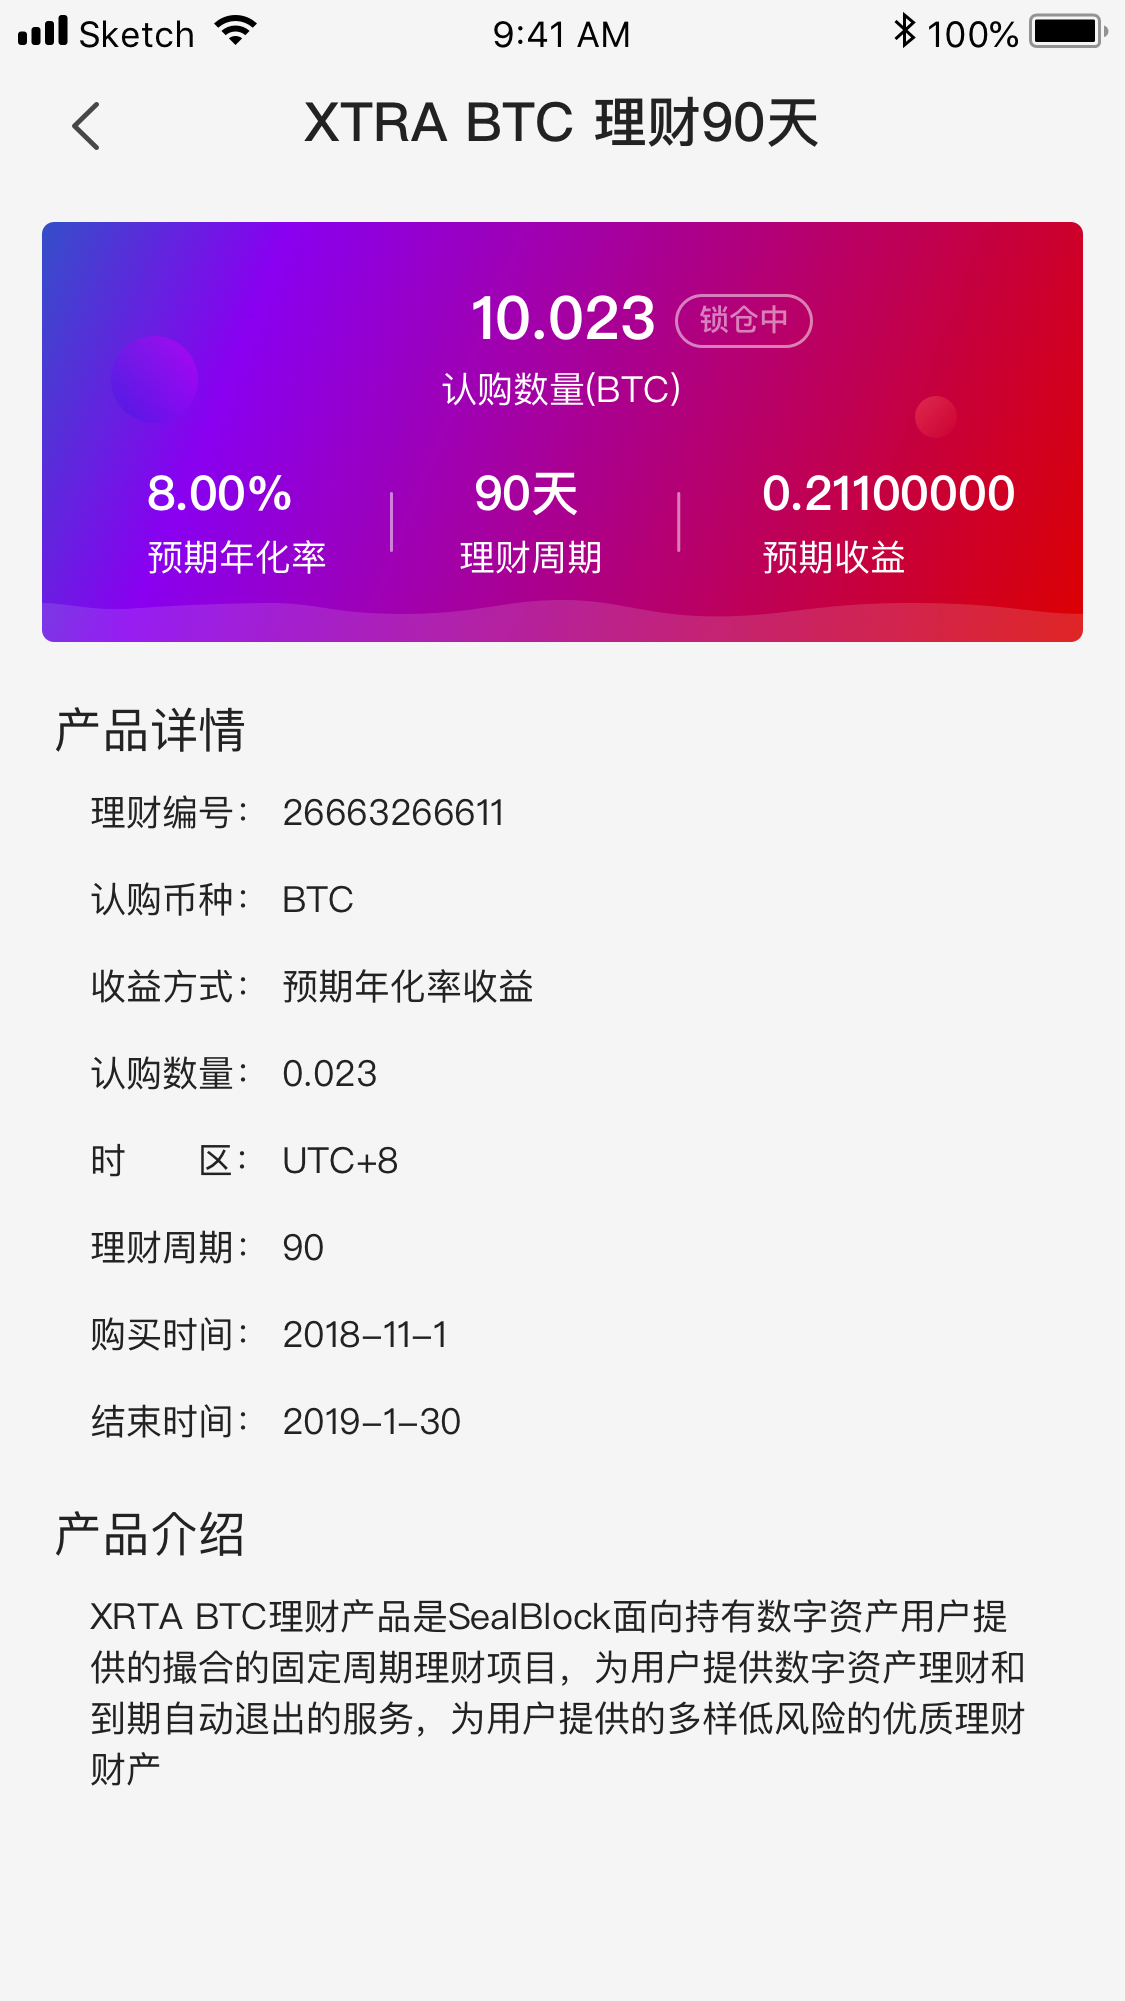 Sketch 9:41 AM 100%
XTRA BTC 理财90天
10.023 锁仓中
认购数量(BTC)
8.00% 90天 0.21100000
预期年化率 理财周期 预期收益
产品详情
理财编号： 26663266611
认购币种： BTC
收益方式： 预期年化率收益
认购数量： 0.023
时　　区： UTC+8
理财周期： 90
购买时间： 2018-11-1
结束时间： 2019-1-30
产品介绍
XRTA BTC理财产品是SealBlock面向持有数字资产用户提
供的撮合的固定周期理财项目，为用户提供数字资产理财和
到期自动退出的服务，为用户提供的多样低风险的优质理财
财产